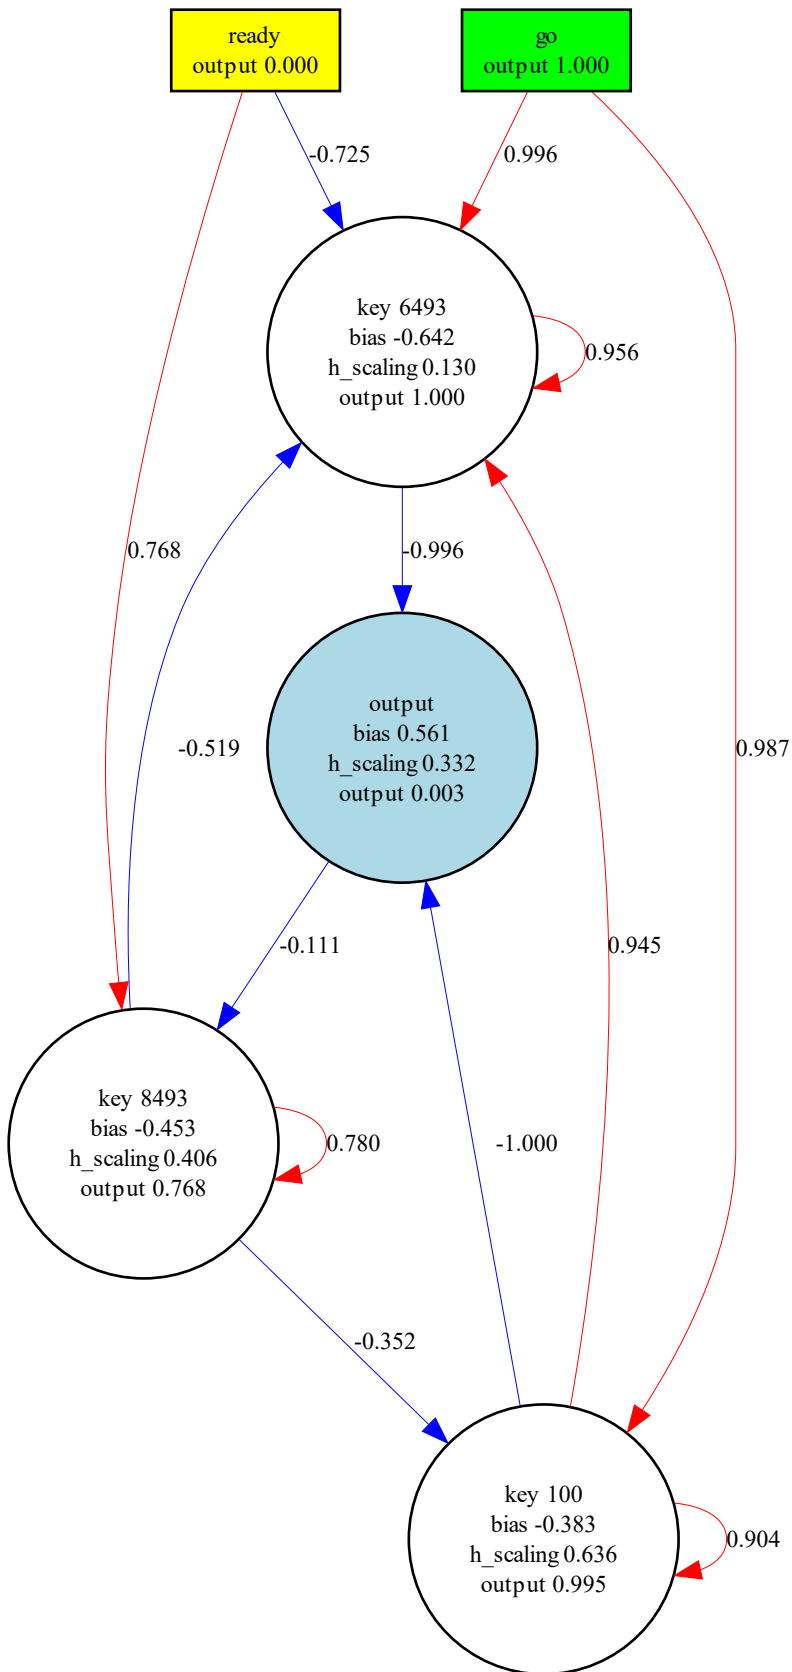 ready
output 0.000
go
output 1.000
-0.725
0.996
key 6493
bias -0.642
h_scaling 0.130
output 1.000
0.956
0.768
-0.996
output
bias 0.561
h_scaling 0.332
output 0.003
-0.519
0.987
-0.111
0.945
key 8493
bias -0.453
h_scaling 0.406
output 0.768
0.780
-1.000
-0.352
key 100
bias -0.383
h_scaling 0.636
output 0.995
0.904